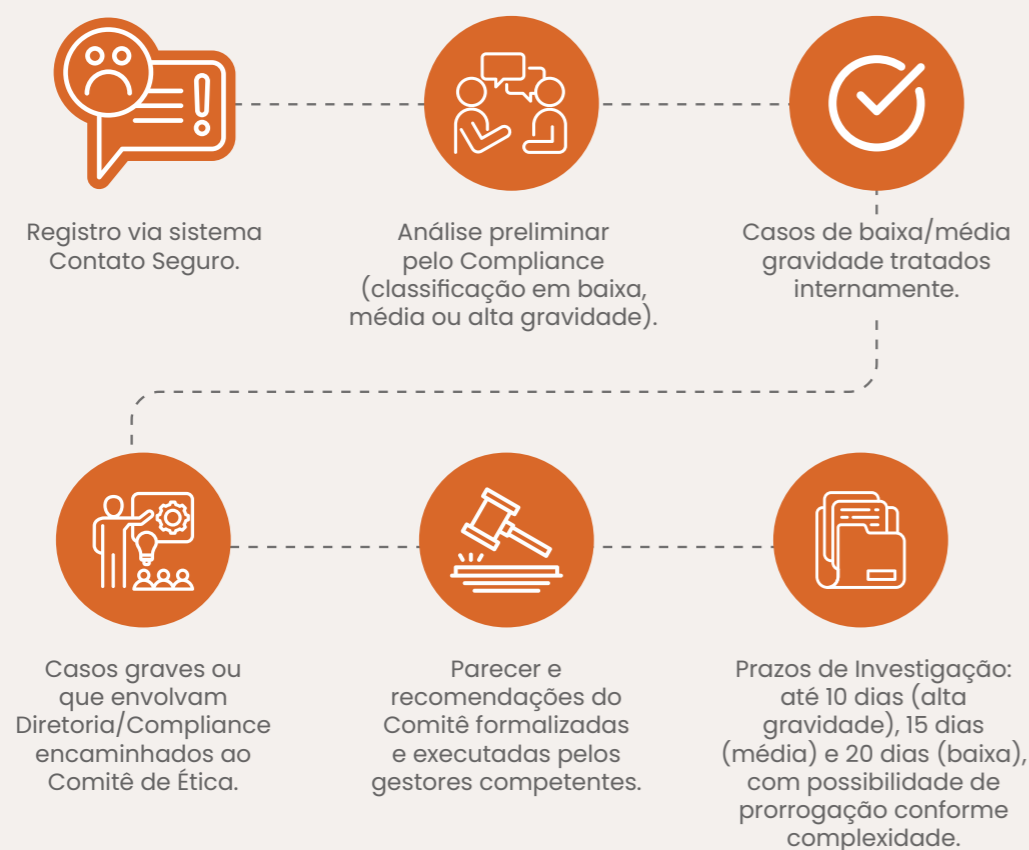 Registro via sistema
Contato Seguro.
Análise preliminar
pelo Compliance
(classificação em baixa,
média ou alta gravidade).
Casos de baixa/média
gravidade tratados
internamente.
Casos graves ou
que envolvam
Diretoria/Compliance
encaminhados ao
Comitê de Ética.
Parecer e
recomendações do
Comitê formalizadas
e executadas pelos
gestores competentes.
Prazos de Investigação:
até 10 dias (alta
gravidade), 15 dias
(média) e 20 dias (baixa),
com possibilidade de
prorrogação conforme
complexidade.